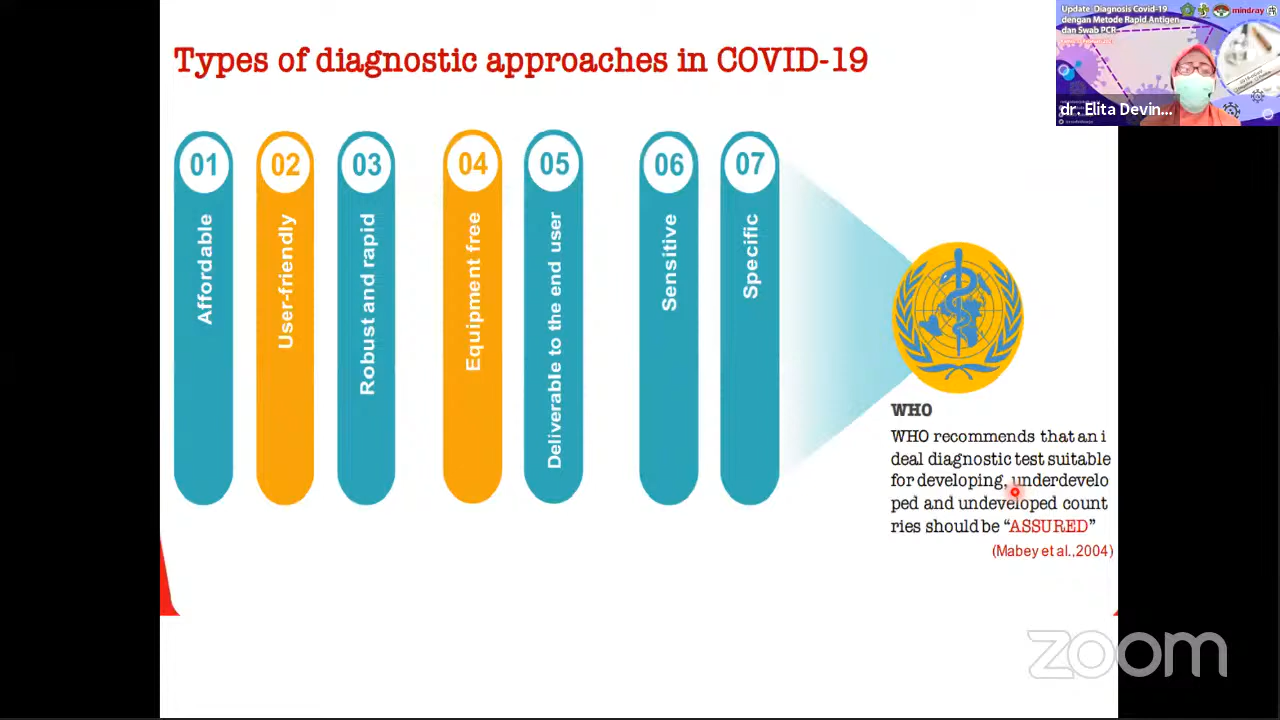 Types of diagnostic approaches in COVID-19
01
Affordable
02
User-friendly
03
Robust and rapid
04
Equipment free
05
Deliverable to the end user
06
Sensitive
07
Specific
WHO
WHO recommends that an i
deal diagnostic test suitable
for developing, underdevelo
ped and undeveloped count
ries should be “ASSURED”
(Mabey et al.,2004)
Update Diagnosis Covid-19
dengan Metode Rapid Antigen
dan Swab PCR
mindray
dr. Elita Devin...
zoom